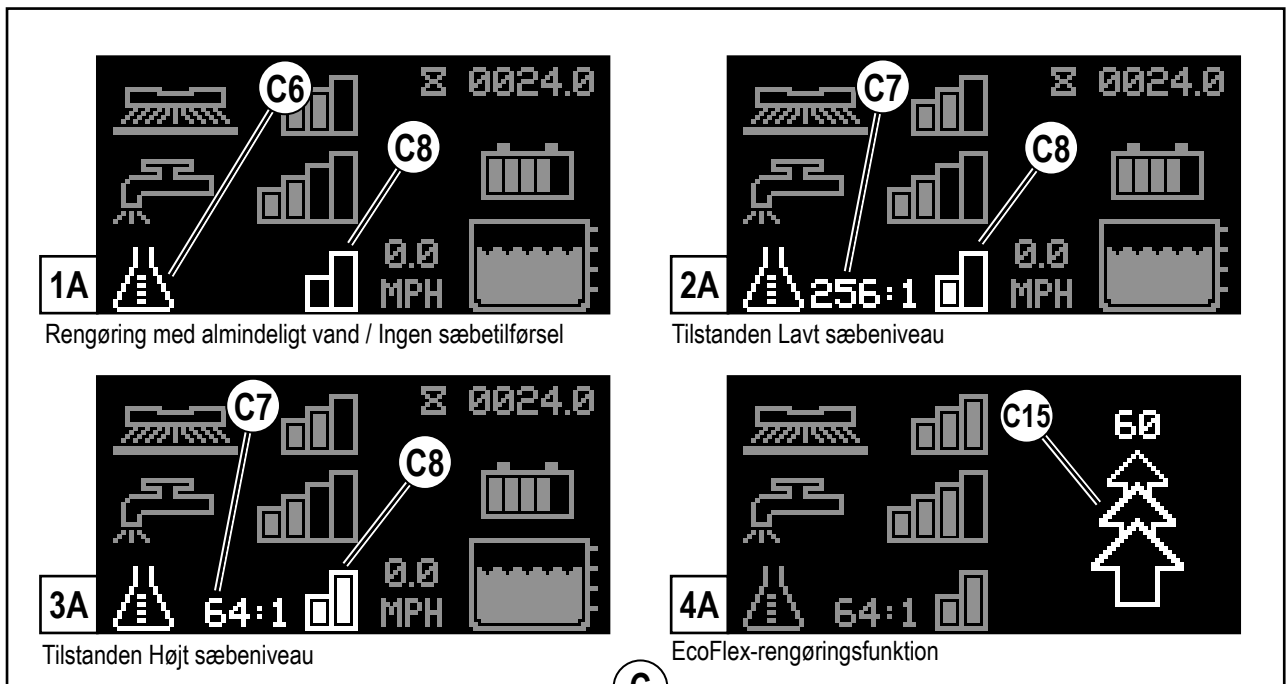 C6
0024.0
C8
0.0
MPH
1A
Rengøring med almindeligt vand / Ingen sæbetilførsel
C7
0024.0
C8
0.0
MPH
256:1
2A
Tilstanden Lavt sæbeniveau
C7
0024.0
C8
0.0
MPH
64:1
3A
Tilstanden Højt sæbeniveau
C15
60
64:1
4A
EcoFlex-rengøringsfunktion